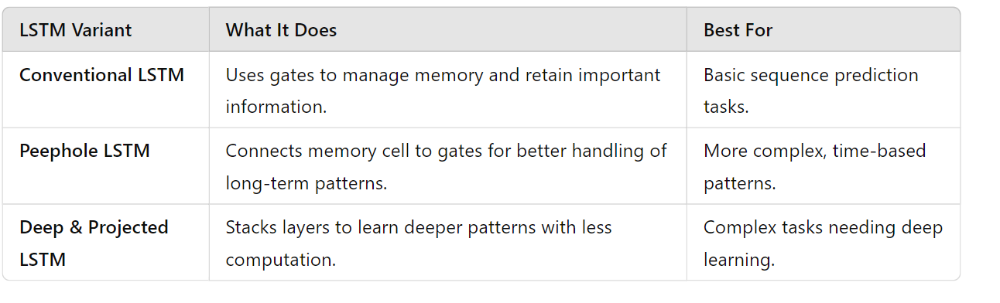 LSTM Variant What It Does Best For
Conventional LSTM Uses gates to manage memory and retain important Basic sequence prediction
information. tasks.
Peephole LSTM Connects memory cell to gates for better handling of More complex, time-based
long-term patterns. patterns.
Deep & Projected Stacks layers to learn deeper patterns with less Complex tasks needing deep
LSTM computation. learning.